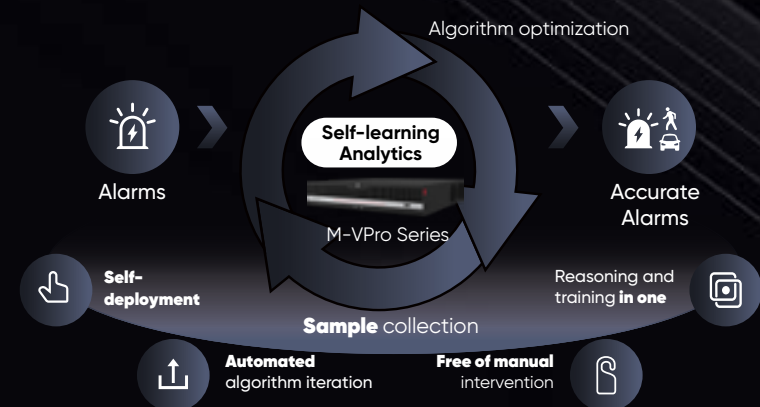 Algorithm optimization
Self-learning
Analytics
M-VPro Series
Alarms
Accurate
Alarms
Self-
deployment
Reasoning and
training in one
Sample collection
Automated
algorithm iteration
Free of manual
intervention